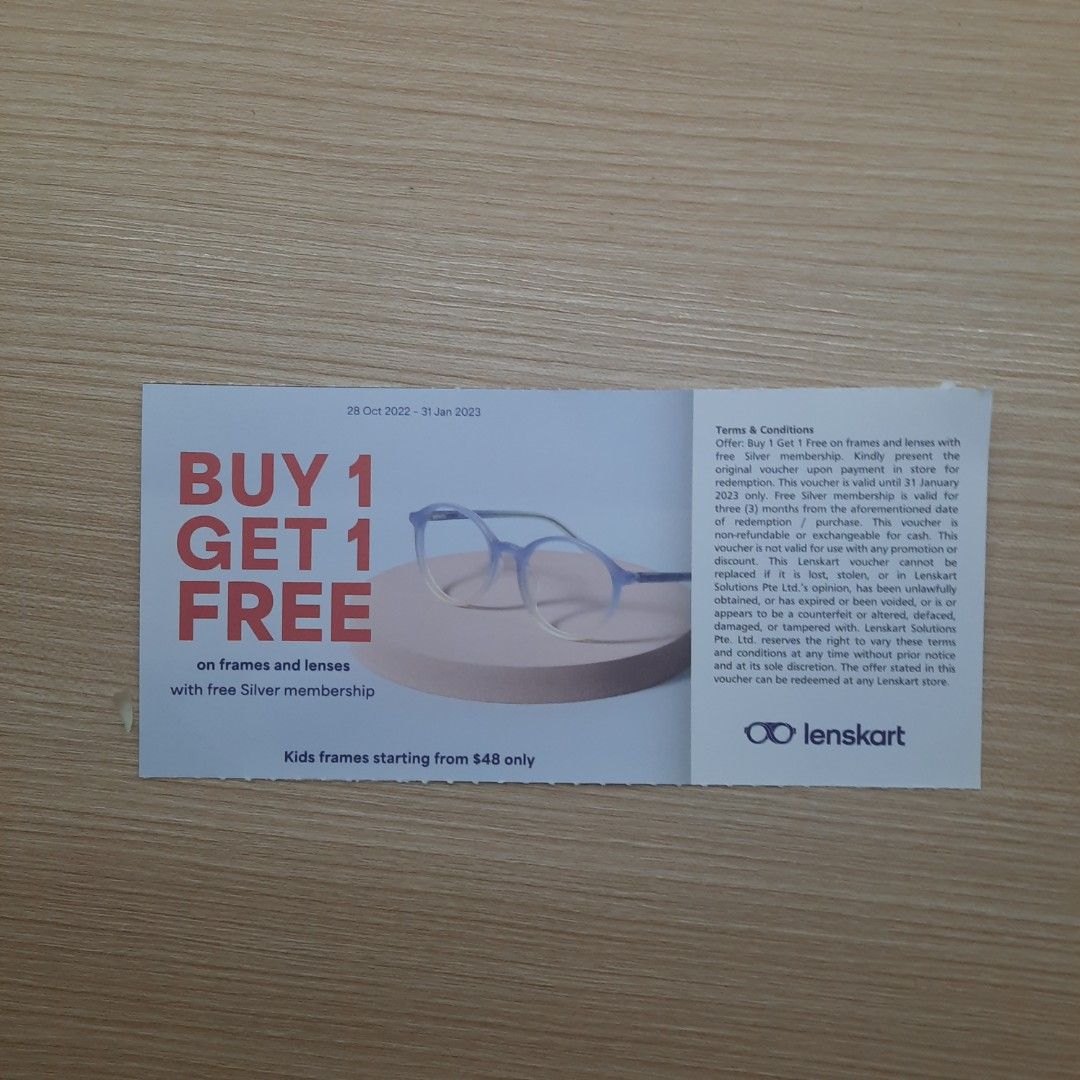 28 Oct 2022 - 31 Jan 2023
BUY 1
GET 1
FREE
on frames and lenses
with free Silver membership
Kids frames starting from $48 only
Terms & Conditions
Offer: Buy 1 Get 1 Free on frames and lenses with
free Silver membership. Kindly present the
original voucher upon payment in store for
redemption. This voucher is valid until 31 January
2023 only. Free Silver membership is valid for
three (3) months from the aforementioned date
of redemption / purchase. This voucher is
non-refundable or exchangeable for cash. This
voucher is not valid for use with any promotion or
discount. This Lenskart voucher cannot be
replaced if it is lost, stolen, or in Lenskart
Solutions Pte Ltd.'s opinion, has been unlawfully
obtained, or has expired or been voided, or is or
appears to be a counterfeit or altered, defaced,
damaged, or tampered with. Lenskart Solutions
Pte. Ltd. reserves the right to vary these terms
and conditions at any time without prior notice
and at its sole discretion. The offer stated in this
voucher can be redeemed at any Lenskart store.
lenskart